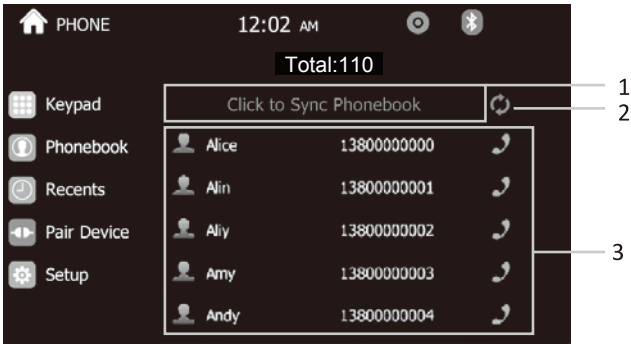 PHONE 12:02 AM
Total:110
Keypad Click to Sync Phonebook 1
2
Phonebook Alice 13800000000
Recents Alin 13800000001
Pair Device Aliy 13800000002
3
Setup Amy 13800000003
Andy 13800000004